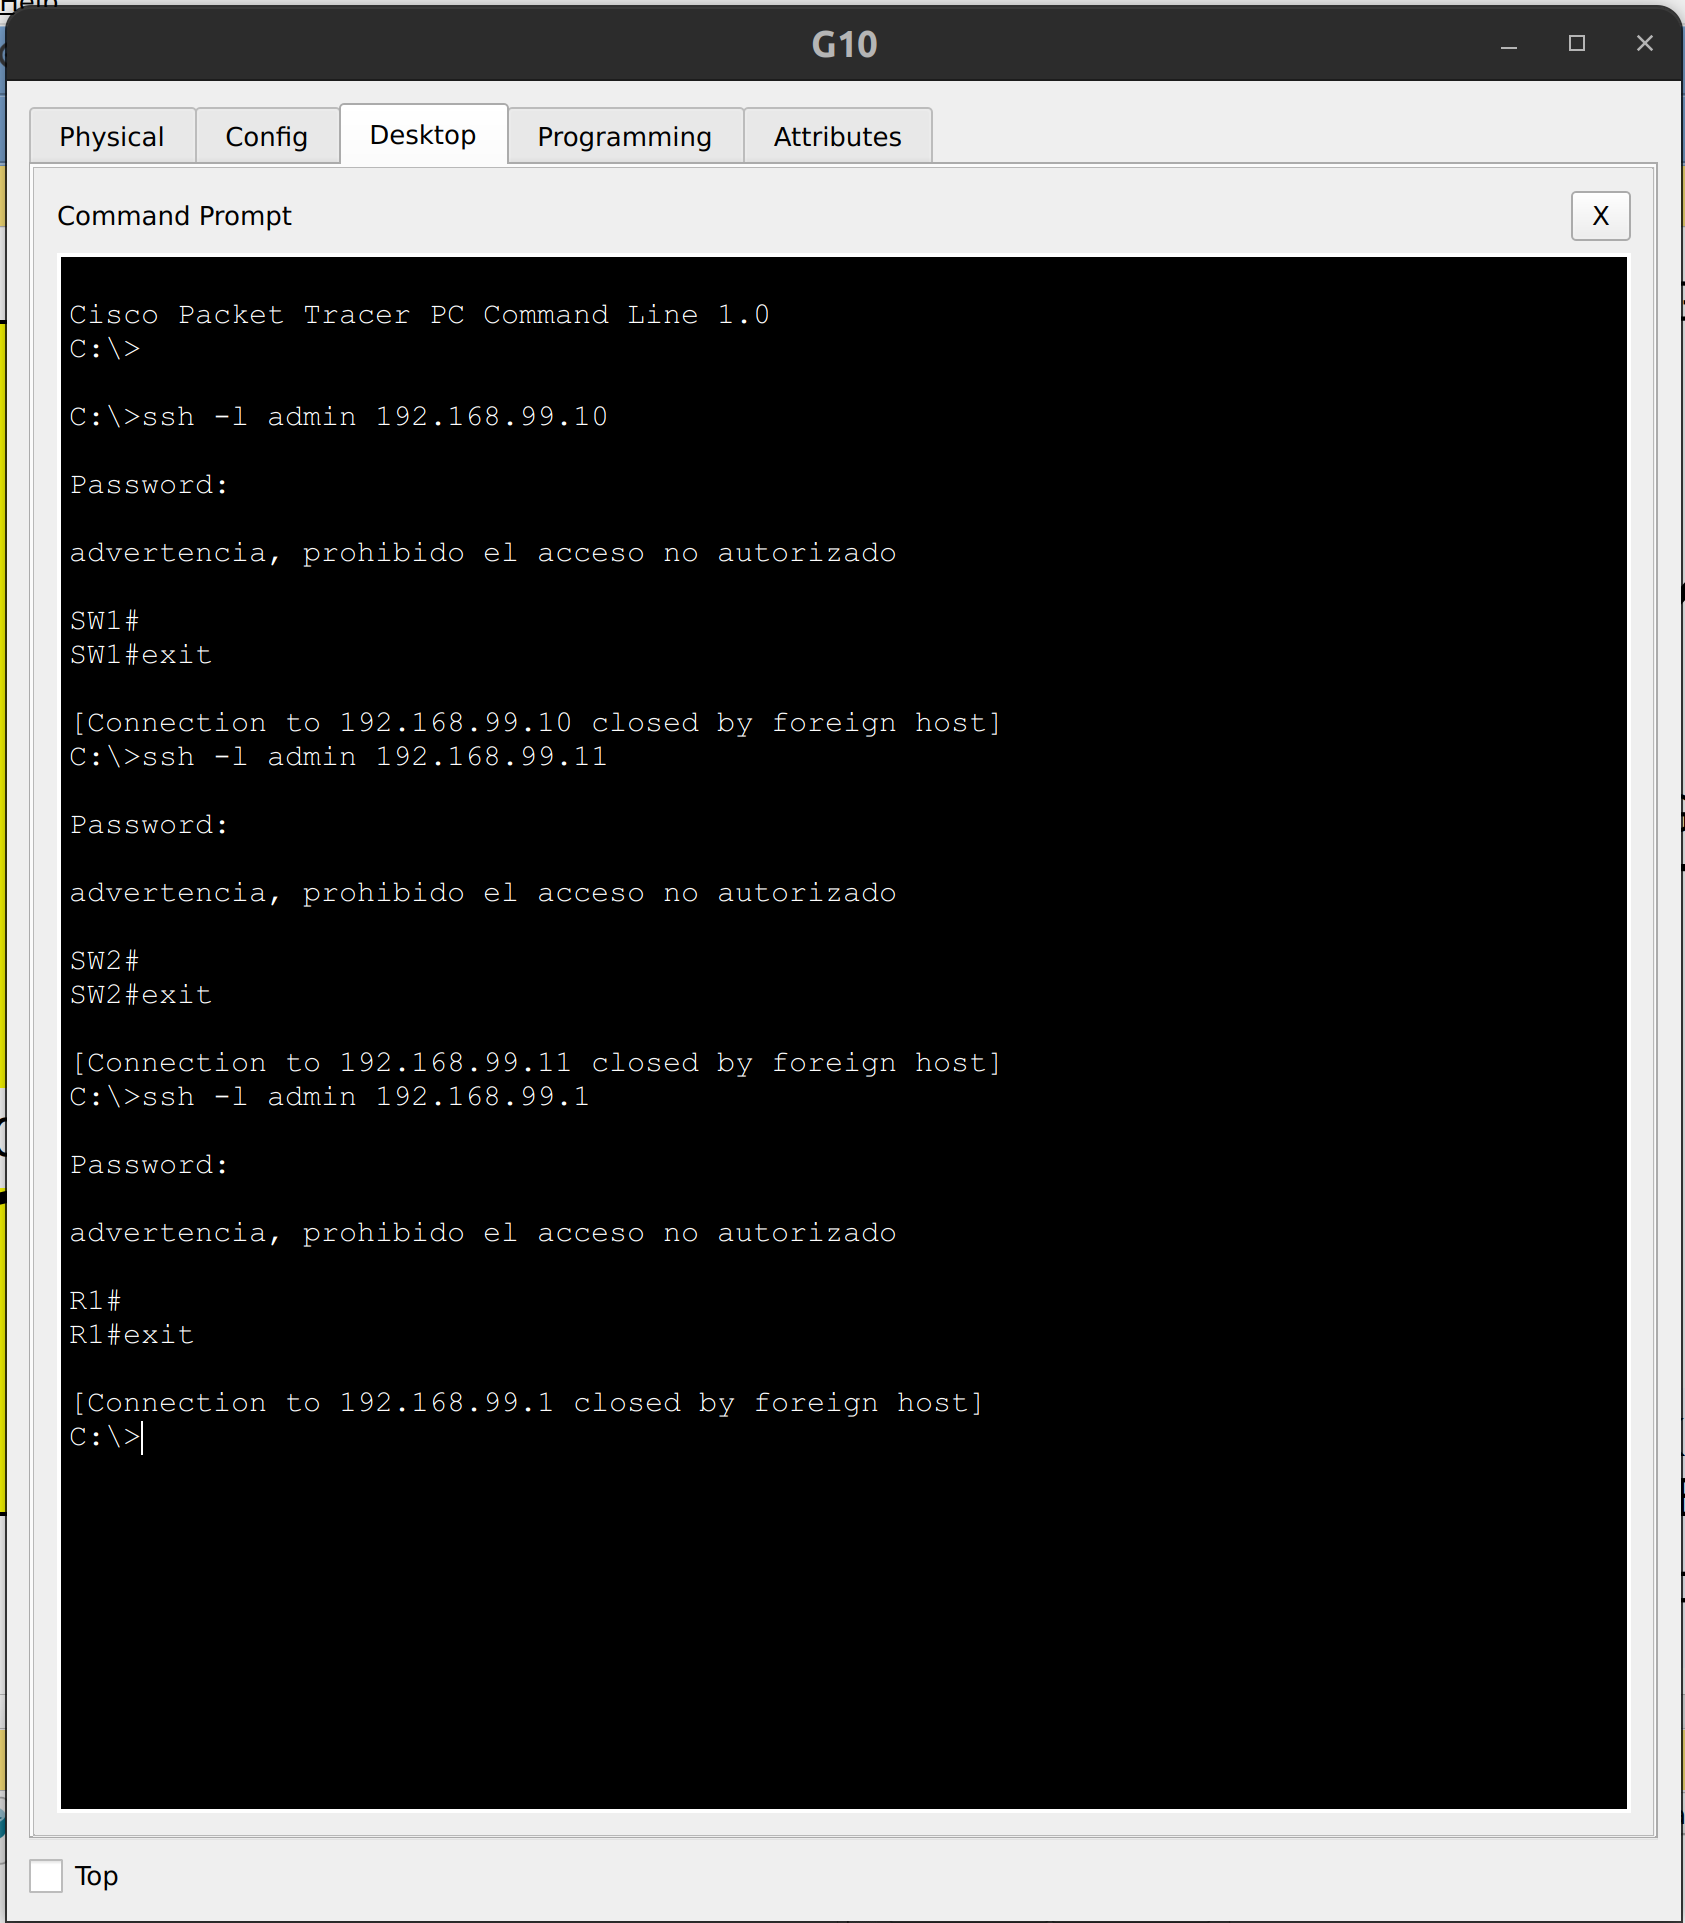 Help
G10
Physical Config Desktop Programming Attributes
Command Prompt X
Cisco Packet Tracer PC Command Line 1.0
C:\>
C:\>ssh -l admin 192.168.99.10
Password:
advertencia, prohibido el acceso no autorizado
SW1#
SW1#exit
[Connection to 192.168.99.10 closed by foreign host]
C:\>ssh -l admin 192.168.99.11
Password:
advertencia, prohibido el acceso no autorizado
SW2#
SW2#exit
[Connection to 192.168.99.11 closed by foreign host]
C:\>ssh -l admin 192.168.99.1
Password:
advertencia, prohibido el acceso no autorizado
R1#
R1#exit
[Connection to 192.168.99.1 closed by foreign host]
C:\>
Top